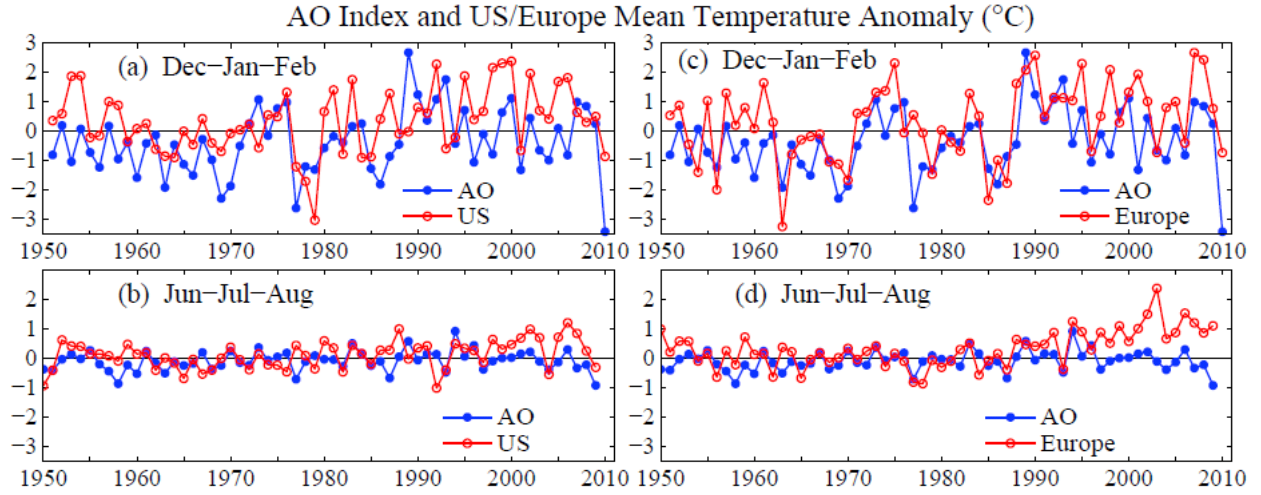 AO Index and US/Europe Mean Temperature Anomaly (°C)
3
2
1
0
−1
−2
−3
(a) Dec−Jan−Feb
AO
US
1950 1960 1970 1980 1990 2000 2010
3
2
1
0
−1
−2
−3
(c) Dec−Jan−Feb
AO
Europe
1950 1960 1970 1980 1990 2000 2010
2
1
0
−1
−2
−3
(b) Jun−Jul−Aug
AO
US
1950 1960 1970 1980 1990 2000 2010
2
1
0
−1
−2
−3
(d) Jun−Jul−Aug
AO
Europe
1950 1960 1970 1980 1990 2000 2010